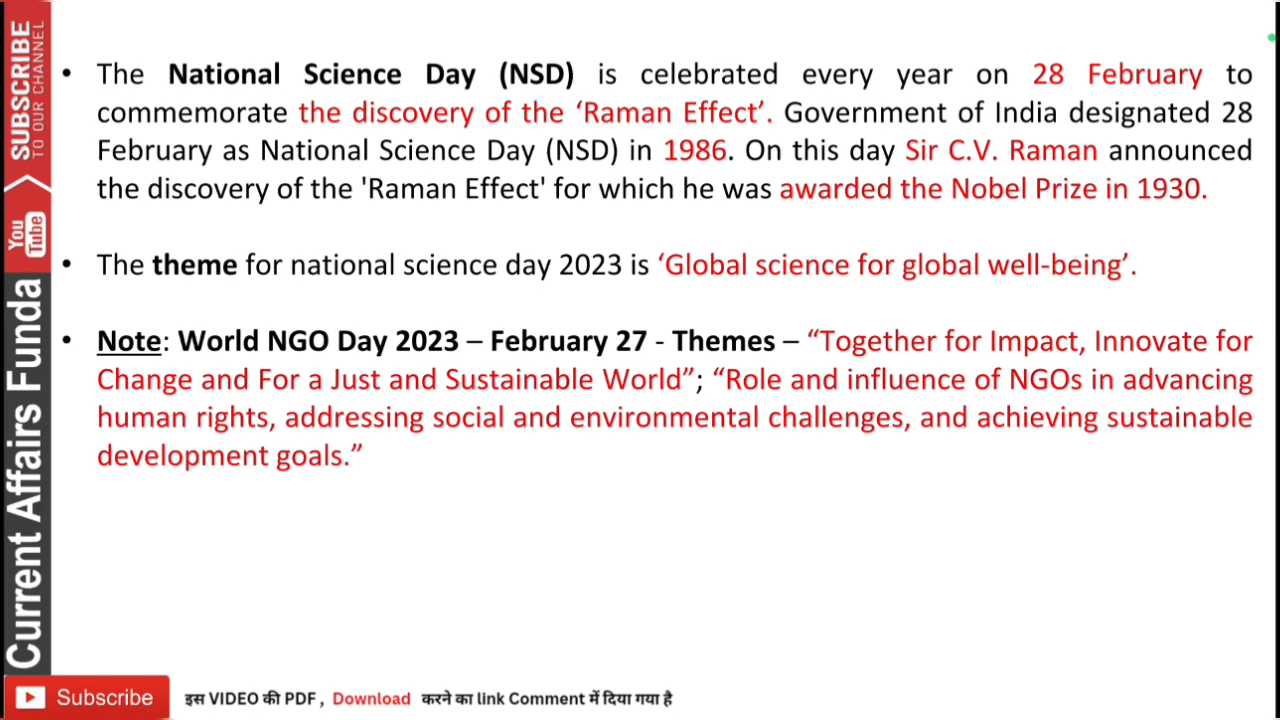 SUBSCRIBE
TO OUR CHANNEL
You
Tube
Current Affairs Funda
• The National Science Day (NSD) is celebrated every year on 28 February to
commemorate the discovery of the ‘Raman Effect’. Government of India designated 28
February as National Science Day (NSD) in 1986. On this day Sir C.V. Raman announced
the discovery of the 'Raman Effect' for which he was awarded the Nobel Prize in 1930.
• The theme for national science day 2023 is ‘Global science for global well-being’.
• Note: World NGO Day 2023 – February 27 - Themes – “Together for Impact, Innovate for
Change and For a Just and Sustainable World”; “Role and influence of NGOs in advancing
human rights, addressing social and environmental challenges, and achieving sustainable
development goals.”
Subscribe
इस VIDEO की PDF , Download करने का link Comment में दिया गया है